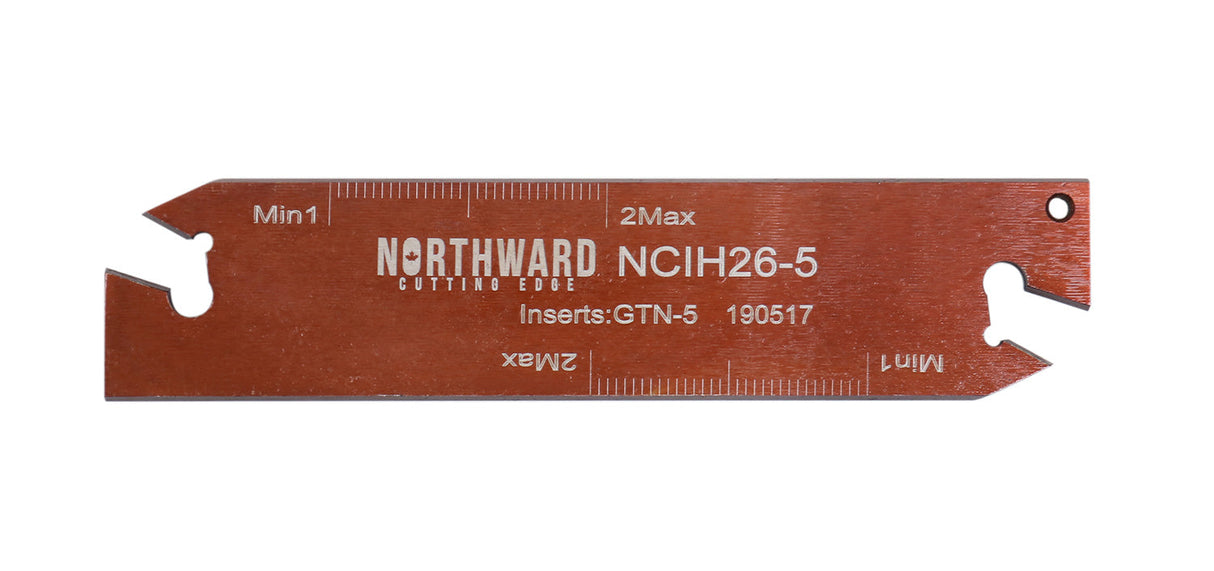 Min1 2Max
NORTHWARD NCIH26-5
CUTTING EDGE
Inserts:GTN-5 190517
2Max Min1